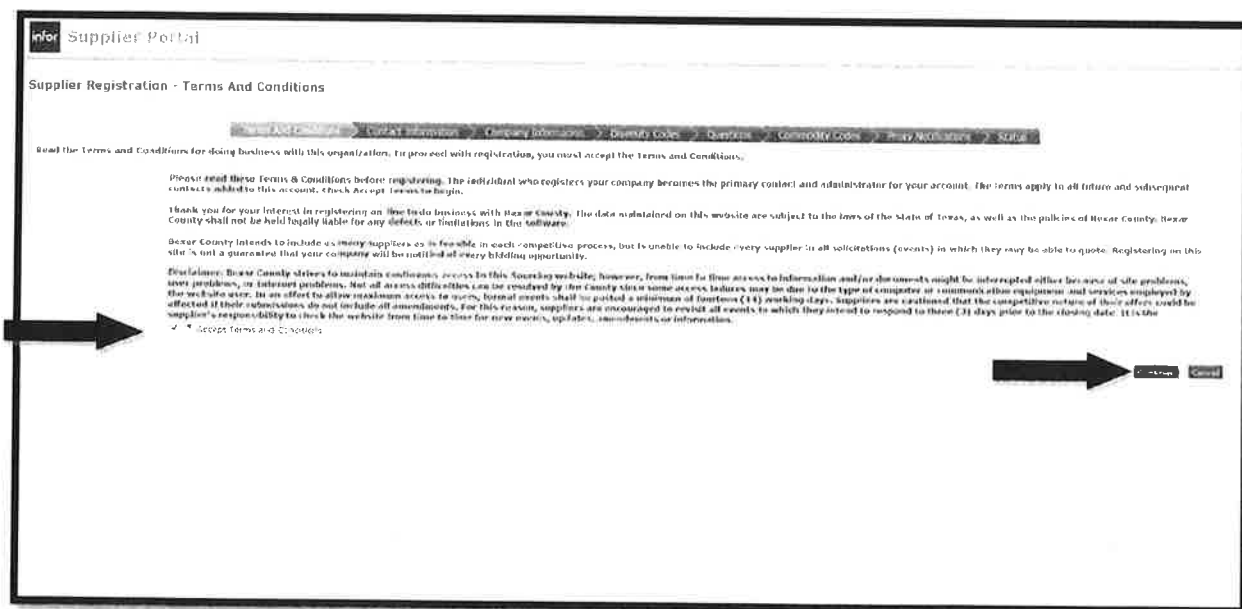 infor Supplier Portal
Supplier Registration - Terms And Conditions
Terms And Conditions Contact Information Company Information Diversity Codes Questions Commodity Codes Proxy Notifications Status
Read the Terms and Conditions for doing business with this organization. To proceed with registration, you must accept the Terms and Conditions.
Please read these Terms & Conditions before registering. The individual who registers your company becomes the primary contact and administrator for your account. The terms apply to all future and subsequent
contacts added to this account. Check Accept Terms to begin.
Thank you for your interest in registering on line to do business with Bexar County. The data maintained on this website are subject to the laws of the State of Texas, as well as the policies of Bexar County. Bexar
County shall not be held legally liable for any defects or limitations in the software.
Bexar County intends to include as many suppliers as is feasible in each competitive process, but is unable to include every supplier in all solicitations (events) in which they may be able to quote. Registering on this
site is not a guarantee that your company will be notified of every bidding opportunity.
Disclaimer: Bexar County strives to maintain continuous access to this Sourcing website; however, from time to time access to information and/or documents might be interrupted either because of site problems,
user problems, or internet problems. Not all access difficulties can be resolved by the County since some access failures may be due to the type of computer or communication equipment and services employed by
the website user. In an effort to allow maximum access to users, formal events shall be posted a minimum of fourteen (14) working days. Suppliers are cautioned that the competitive nature of their offers could be
affected if their submissions do not include all amendments. For this reason, suppliers are encouraged to revisit all events to which they intend to respond to three (3) days prior to the closing date. It is the
supplier's responsibility to check the website from time to time for new events, updates, amendments or information.
✓ * Accept Terms and Conditions
Continue Cancel